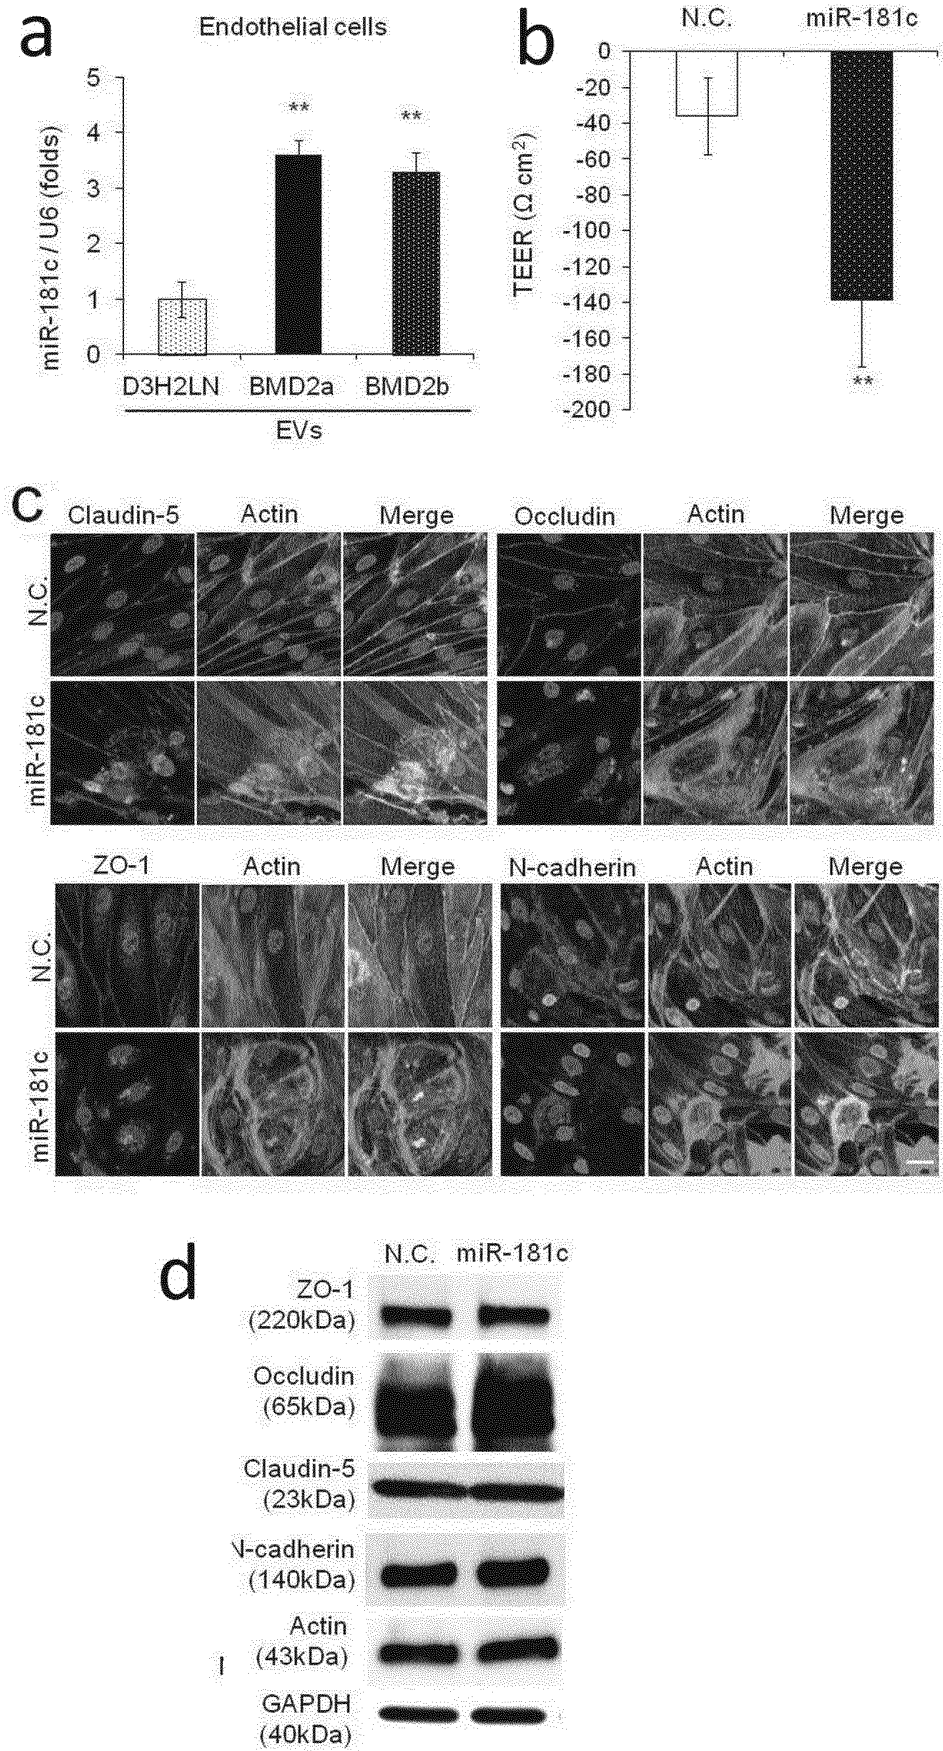 a
Endothelial cells
miR-181c / U6 (folds)
5
4
3
2
1
0
**
**
D3H2LN BMD2a BMD2b
EVs
b
N.C. miR-181c
TEER (Ω cm²)
0
-20
-40
-60
-80
-100
-120
-140
-160
-180
-200
**
c
Claudin-5 Actin Merge Occludin Actin Merge
N.C.
miR-181c
ZO-1 Actin Merge N-cadherin Actin Merge
N.C.
miR-181c
d
N.C. miR-181c
ZO-1
(220kDa)
Occludin
(65kDa)
Claudin-5
(23kDa)
N-cadherin
(140kDa)
Actin
(43kDa)
GAPDH
(40kDa)